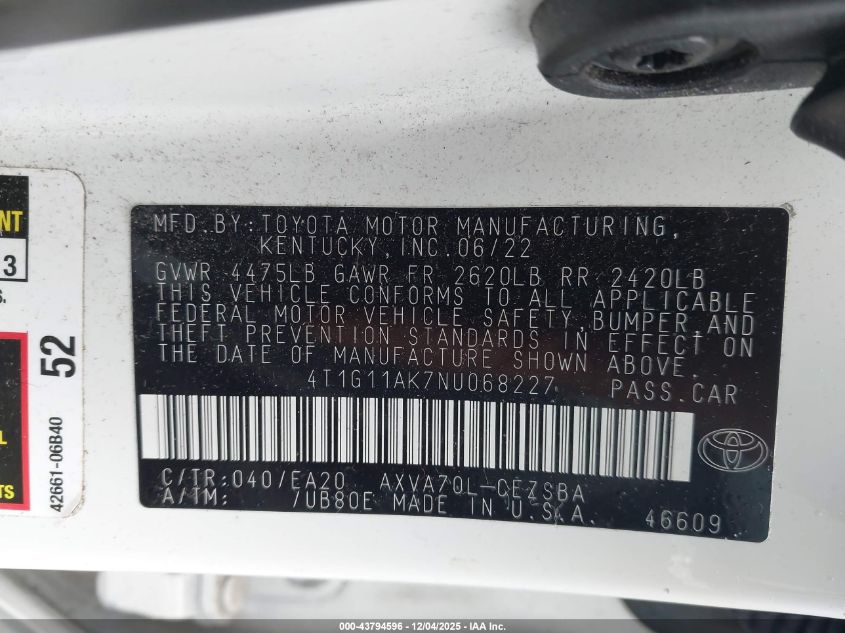 NT
3
S.
52
42661-06B40
L
TS
MFD.BY:TOYOTA MOTOR MANUFACTURING,
KENTUCKY,INC.06/22
GVWR 4475LB GAWR FR 2620LB RR 2420LB
THIS VEHICLE CONFORMS TO ALL APPLICABLE
FEDERAL MOTOR VEHICLE SAFETY,BUMPER,AND
THEFT PREVENTION STANDARDS IN EFFECT ON
THE DATE OF MANUFACTURE SHOWN ABOVE.
4T1G11AK7NU068227 PASS.CAR
C/TR:040/EA20 AXVA70L-CEZSBA
A/TM: /UB80E MADE IN U.S.A. 46609
000-43794596 - 12/04/2025 - IAA Inc.